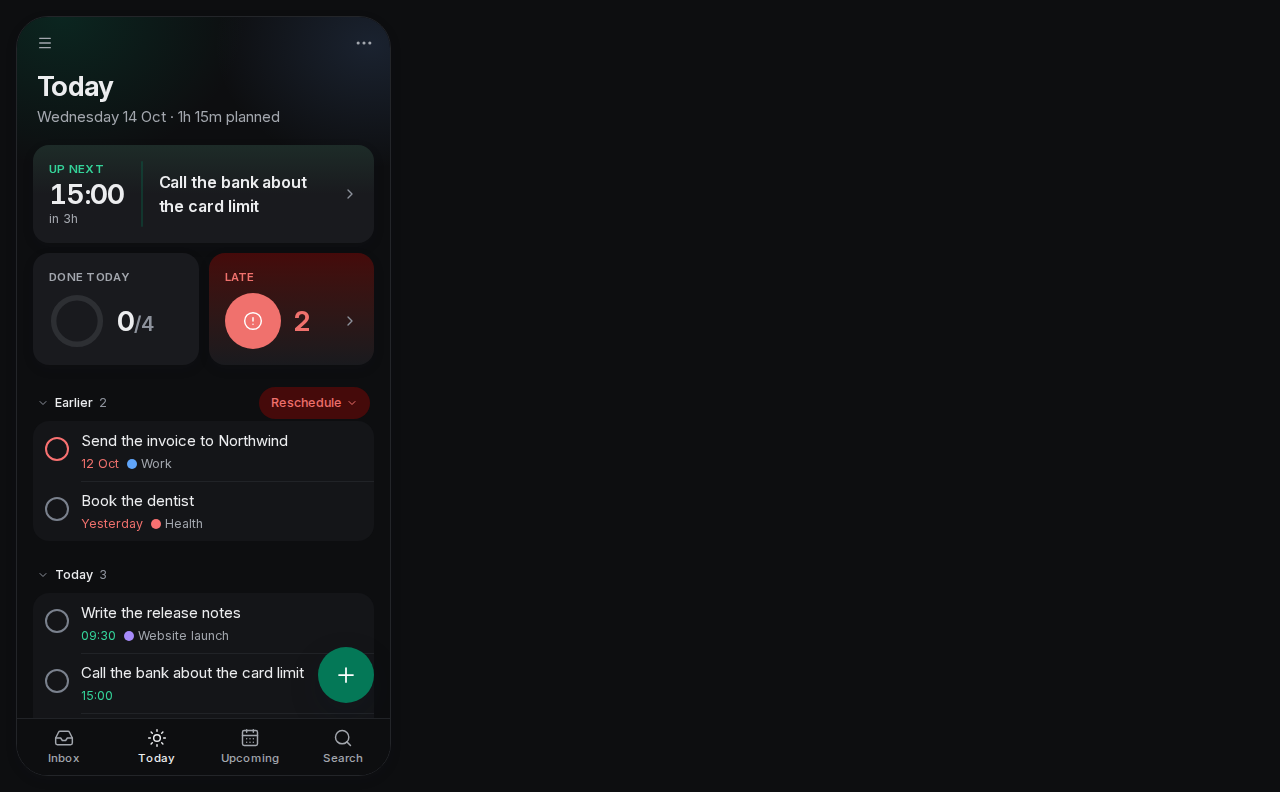 Today
Wednesday 14 Oct · 1h 15m planned
UP NEXT
15:00
in 3h
Call the bank about
the card limit
DONE TODAY
0/4
LATE
2
Earlier 2
Reschedule
Send the invoice to Northwind
12 Oct Work
Book the dentist
Yesterday Health
Today 3
Write the release notes
09:30 Website launch
Call the bank about the card limit
15:00
Inbox Today Upcoming Search